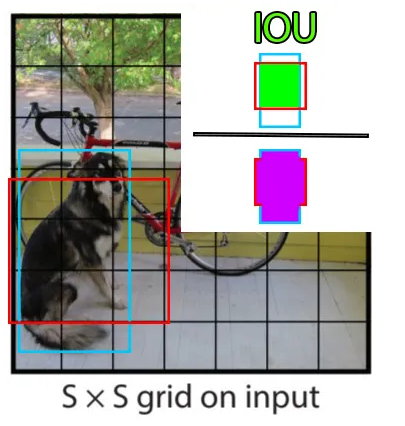 IOU
S × S grid on input